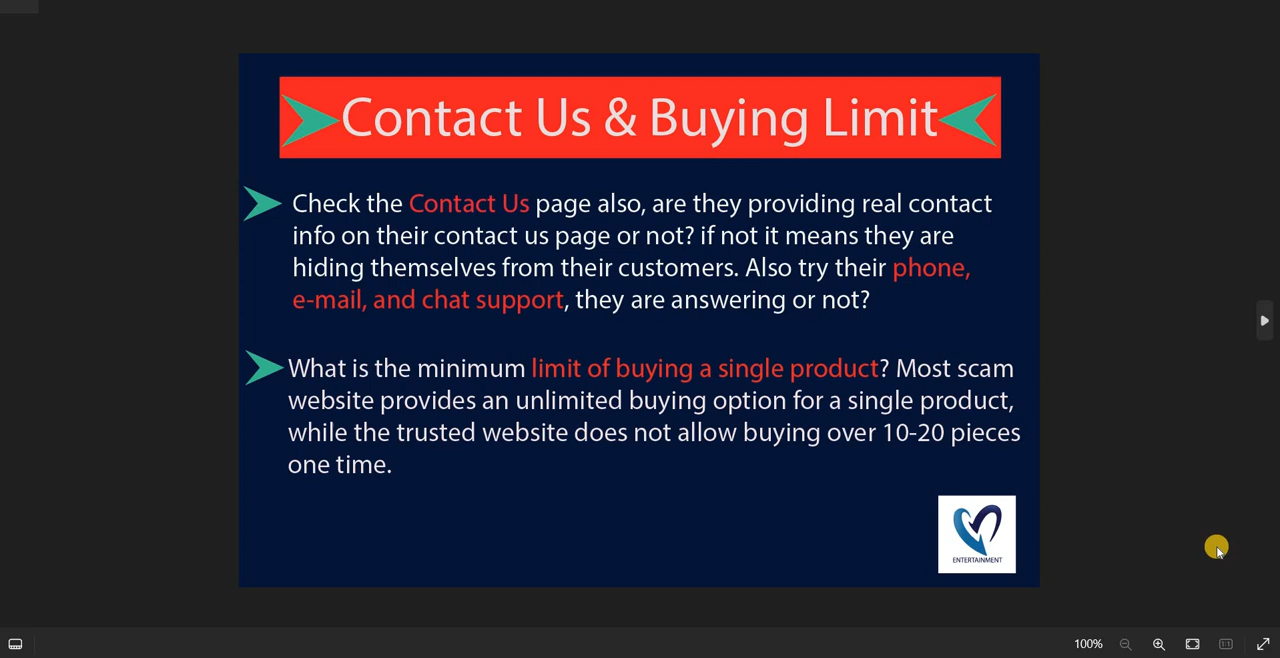 Contact Us & Buying Limit
Check the Contact Us page also, are they providing real contact
info on their contact us page or not? if not it means they are
hiding themselves from their customers. Also try their phone,
e-mail, and chat support, they are answering or not?
What is the minimum limit of buying a single product? Most scam
website provides an unlimited buying option for a single product,
while the trusted website does not allow buying over 10-20 pieces
one time.
ENTERTAINMENT
100%
1:1